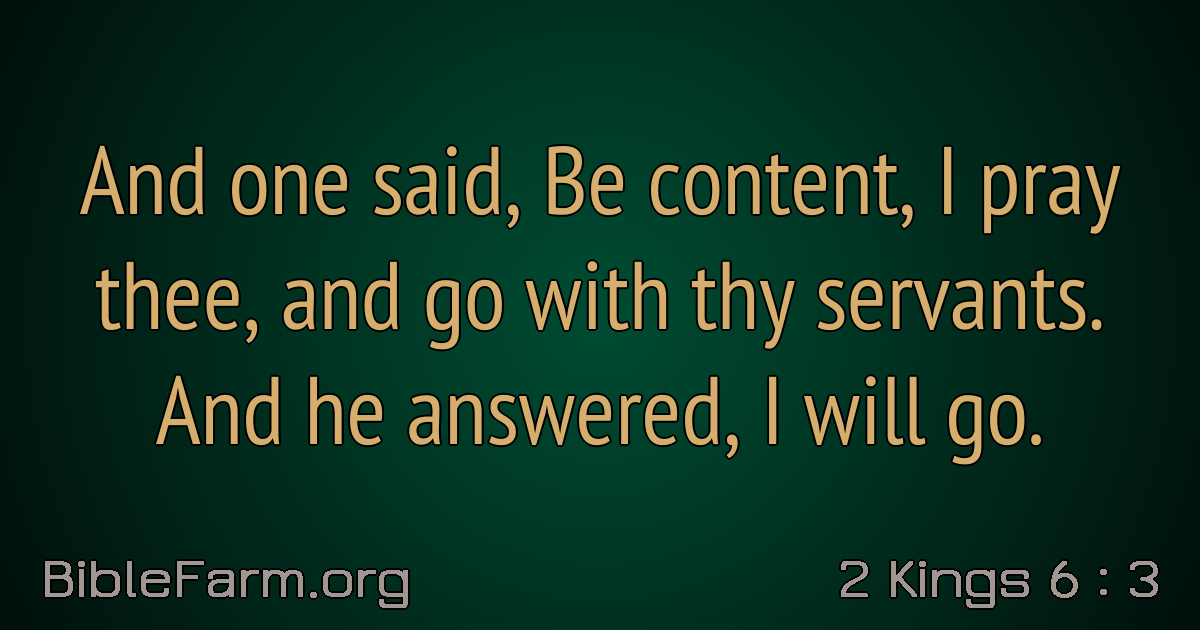 And one said, Be content, I pray
thee, and go with thy servants.
And he answered, I will go.
BibleFarm.org
2 Kings 6 : 3